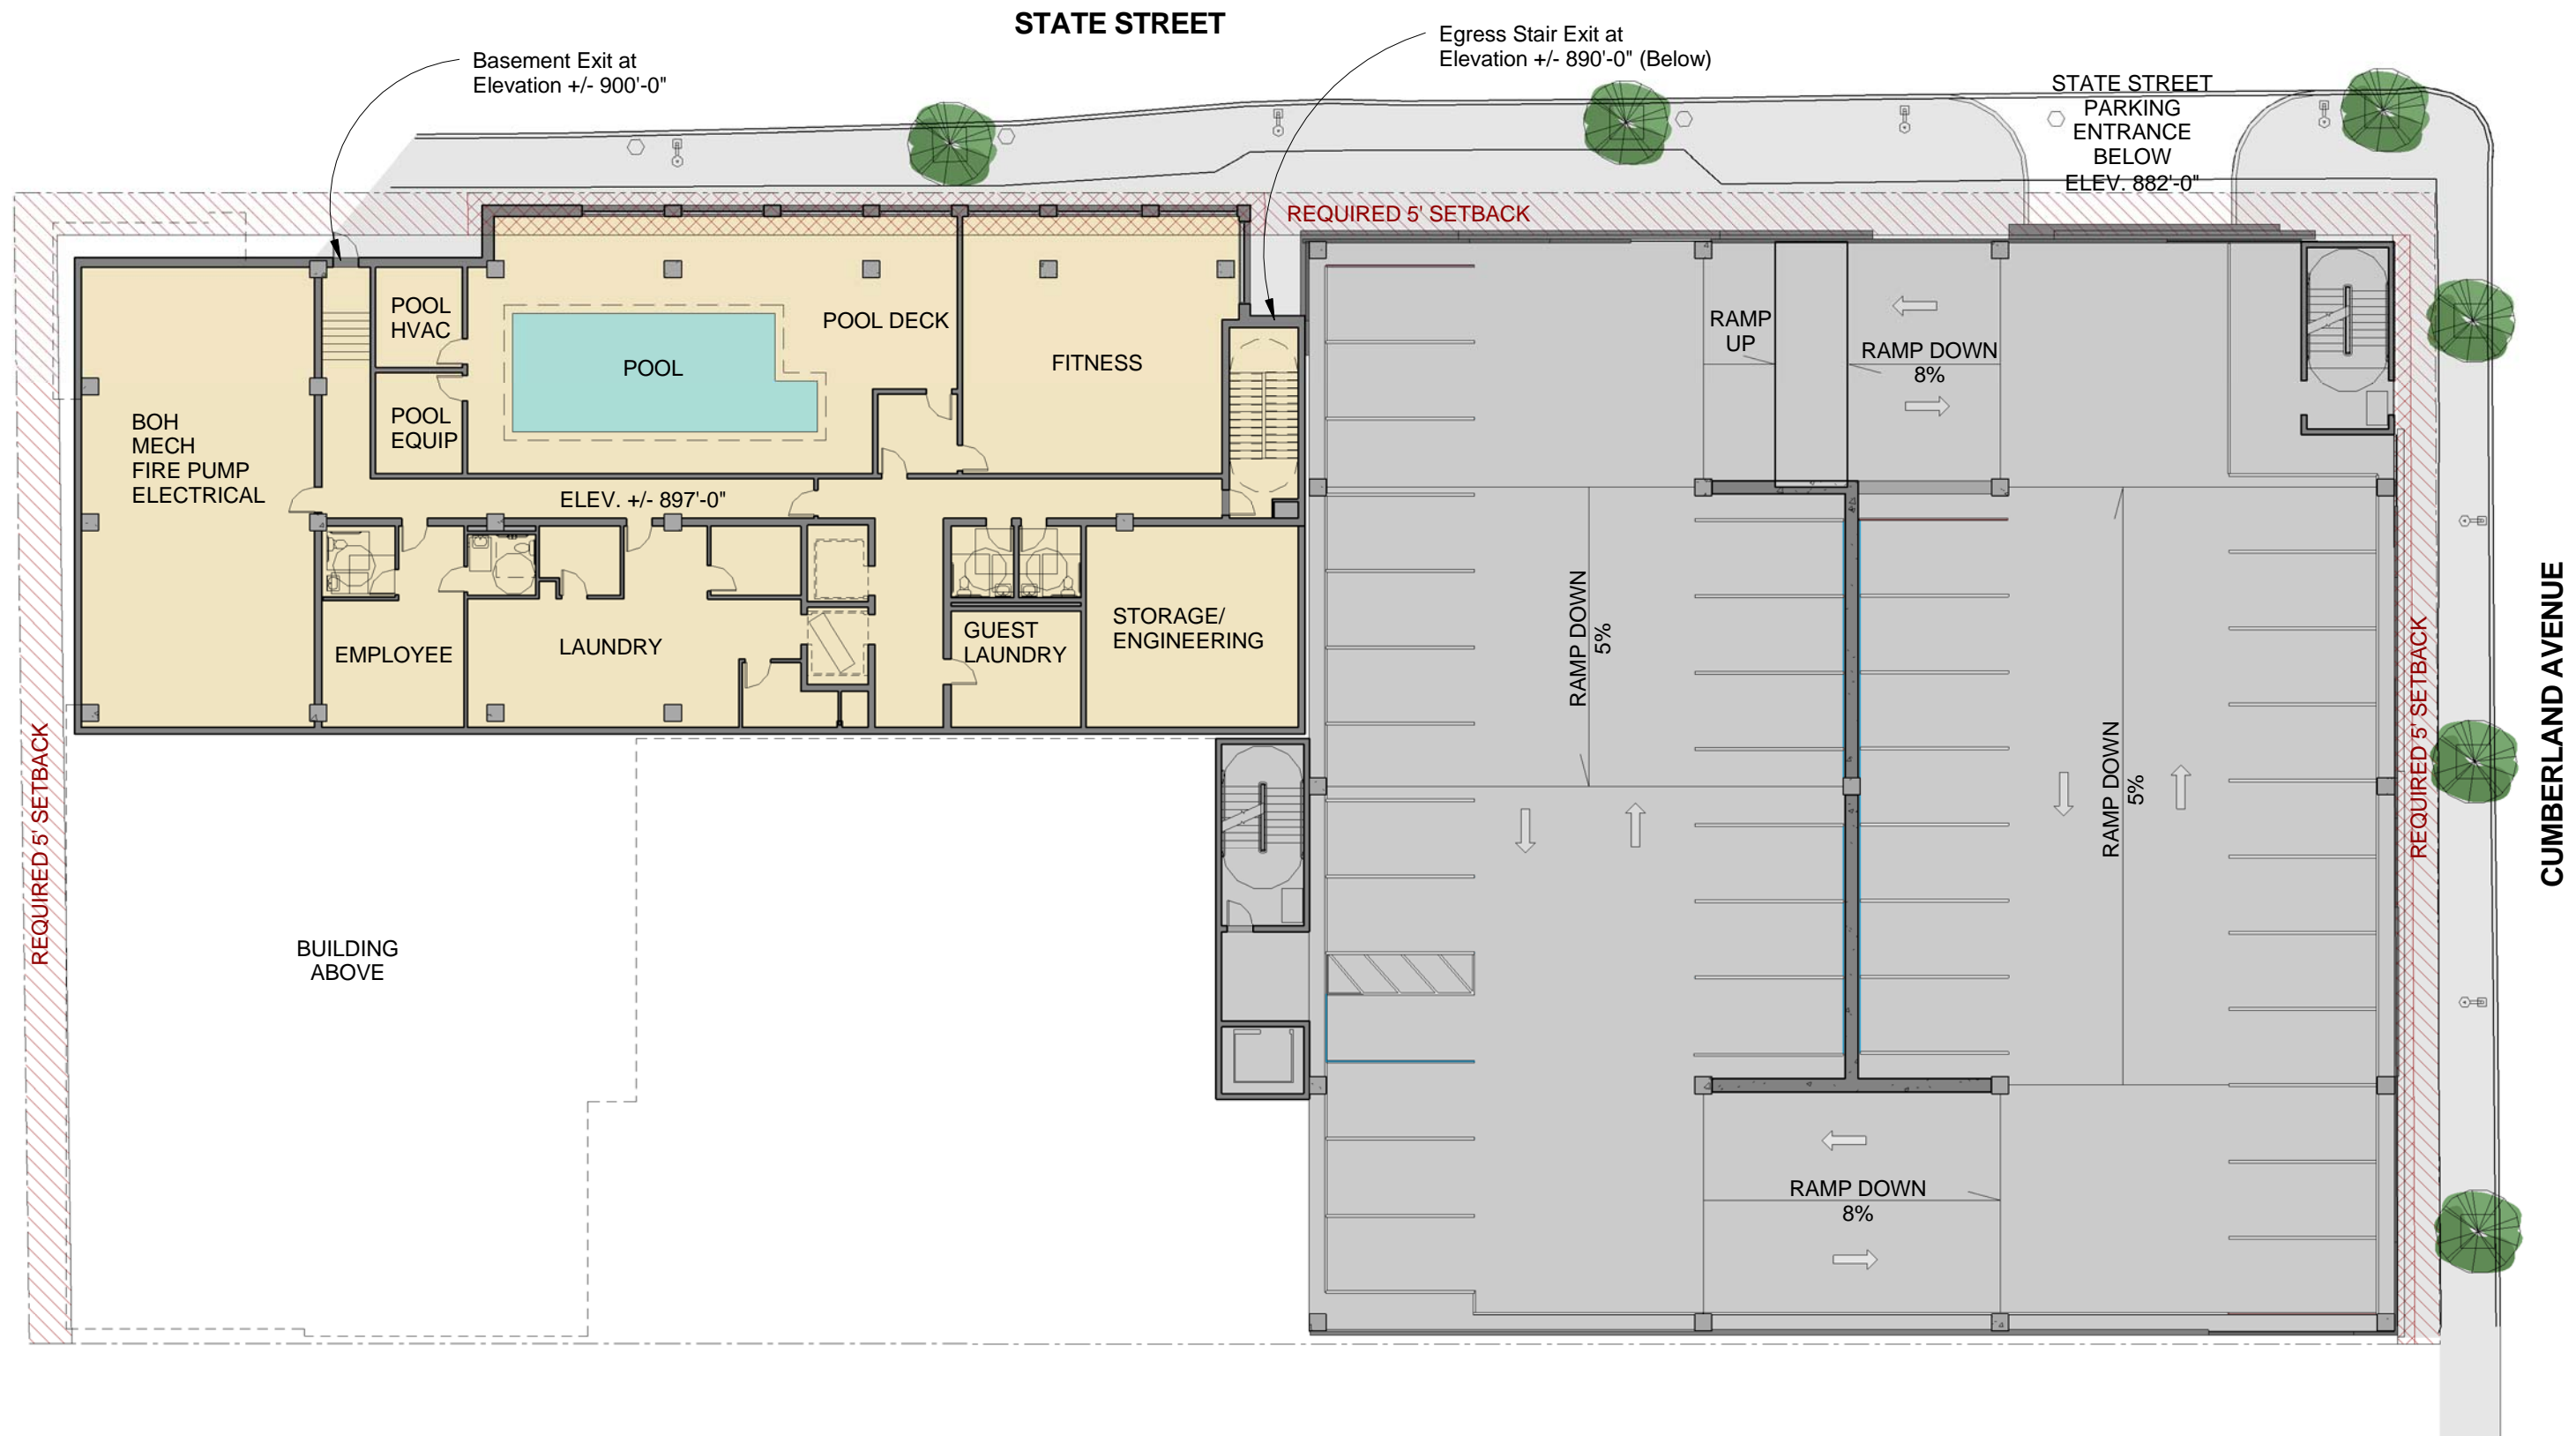 STATE STREET
Basement Exit at
Elevation +/- 900'-0"
Egress Stair Exit at
Elevation +/- 890'-0" (Below)
STATE STREET
PARKING
ENTRANCE
BELOW
ELEV. 882'-0"
REQUIRED 5' SETBACK
POOL
HVAC
POOL DECK
POOL
FITNESS
RAMP
UP
RAMP DOWN
8%
BOH
MECH
FIRE PUMP
ELECTRICAL
POOL
EQUIP
ELEV. +/- 897'-0"
EMPLOYEE
LAUNDRY
GUEST
LAUNDRY
STORAGE/
ENGINEERING
RAMP DOWN
5%
RAMP DOWN
5%
REQUIRED 5' SETBACK
CUMBERLAND AVENUE
REQUIRED 5' SETBACK
BUILDING
ABOVE
RAMP DOWN
8%